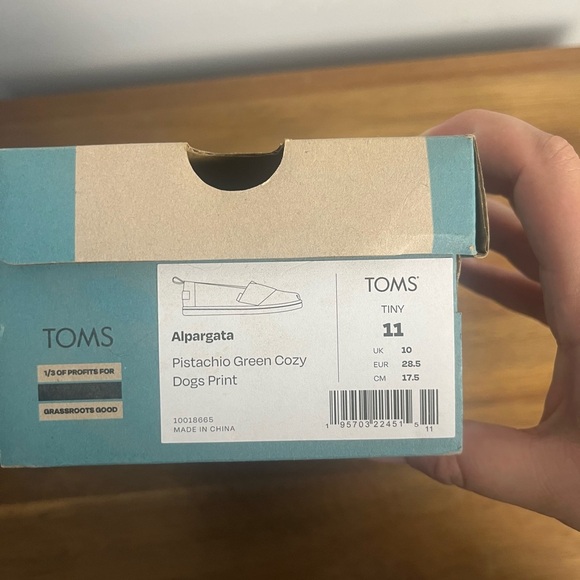 TOMS
1/3 OF PROFITS FOR
GRASSROOTS GOOD
Alpargata
Pistachio Green Cozy
Dogs Print
10018665
MADE IN CHINA
TOMS
TINY
11
UK 10
EUR 28.5
CM 17.5
1 95703 22451 5
11